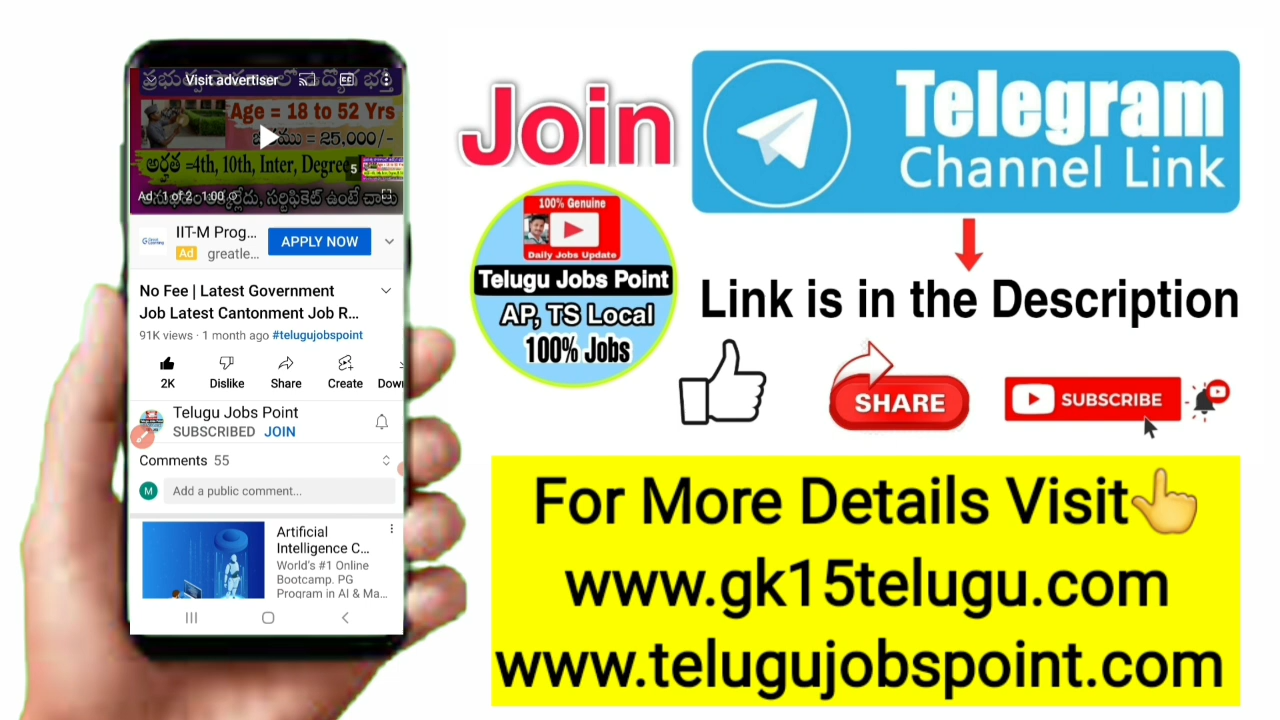 Visit advertiser
Age = 18 to 52 Yrs
= 25,000/-
అర్హత =4th, 10th, Inter, Degree
5
Ad · 1 of 2 · 1:00
సర్టిఫికెట్ ఉంటే చాలు
IIT-M Prog...
APPLY NOW
Ad greatle...
No Fee | Latest Government
Job Latest Cantonment Job R...
91K views · 1 month ago #telugujobspoint
2K Dislike Share Create Down
Telugu Jobs Point
SUBSCRIBED JOIN
Comments 55
M Add a public comment...
Artificial
Intelligence C...
World's #1 Online
Bootcamp. PG
Program in AI & Ma...
Join
Telegram
Channel Link
100% Genuine
Daily Jobs Update
Telugu Jobs Point
AP, TS Local
100% Jobs
Link is in the Description
SHARE
SUBSCRIBE
For More Details Visit
www.gk15telugu.com
www.telugujobspoint.com